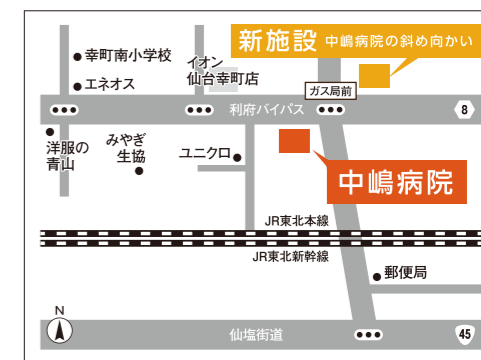 新施設 中嶋病院の斜め向かい
幸町南小学校
イオン
仙台幸町店
エネオス
ガス局前
利府バイパス
8
洋服の
青山
みやぎ
生協
ユニクロ
中嶋病院
JR東北本線
JR東北新幹線
郵便局
N
仙塩街道
45